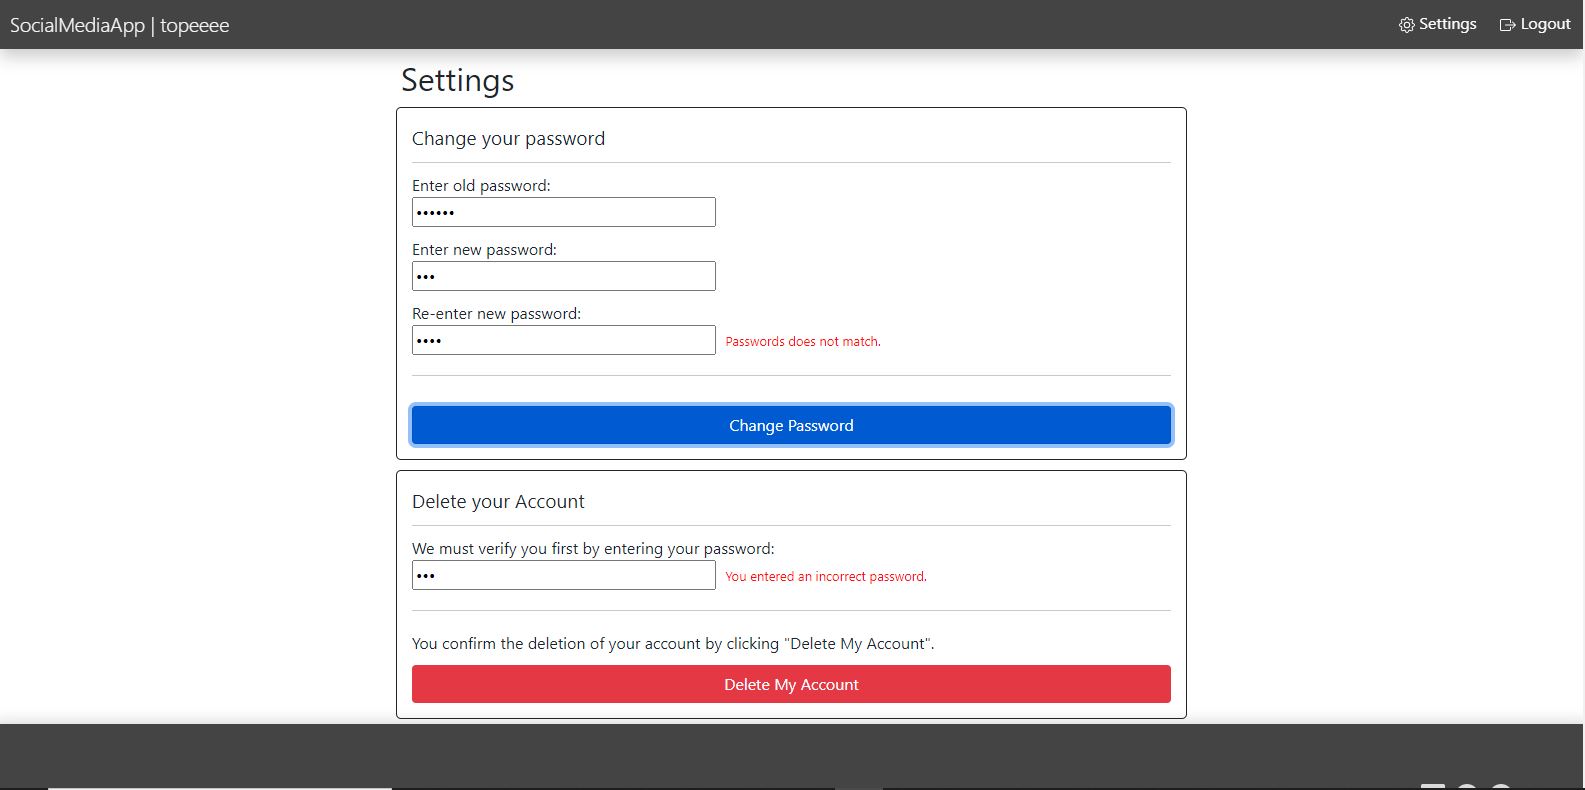 SocialMediaApp | topeeee
Settings
Logout
Settings
Change your password
Enter old password:
••••••
Enter new password:
•••
Re-enter new password:
••••
Passwords does not match.
Change Password
Delete your Account
We must verify you first by entering your password:
•••
You entered an incorrect password.
You confirm the deletion of your account by clicking "Delete My Account".
Delete My Account